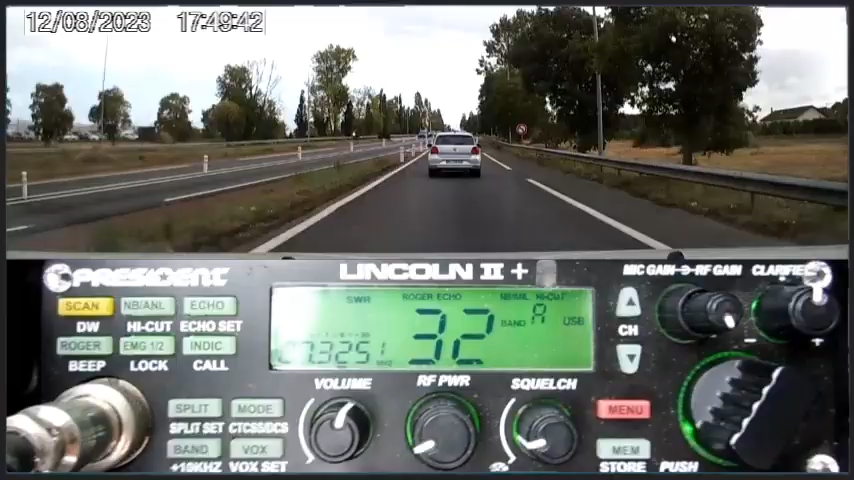 12/08/2023 17:49:42
PRESIDENT LINCOLN II + MIC GAIN RF GAIN CLARIFIER
SCAN NB/ANL ECHO
DW HI-CUT ECHO SET
ROGER EMG 1/2 INDIC
BEEP LOCK CALL
SWR ROGER ECHO NB/ANL HI-CUT
32 BAND A USB
27.3251 MHZ
CH
- +
VOLUME RF PWR SQUELCH
SPLIT MODE
SPLIT SET CTCSS/DCS
BAND VOX
+10KHZ VOX SET
MENU
MEM
STORE PUSH